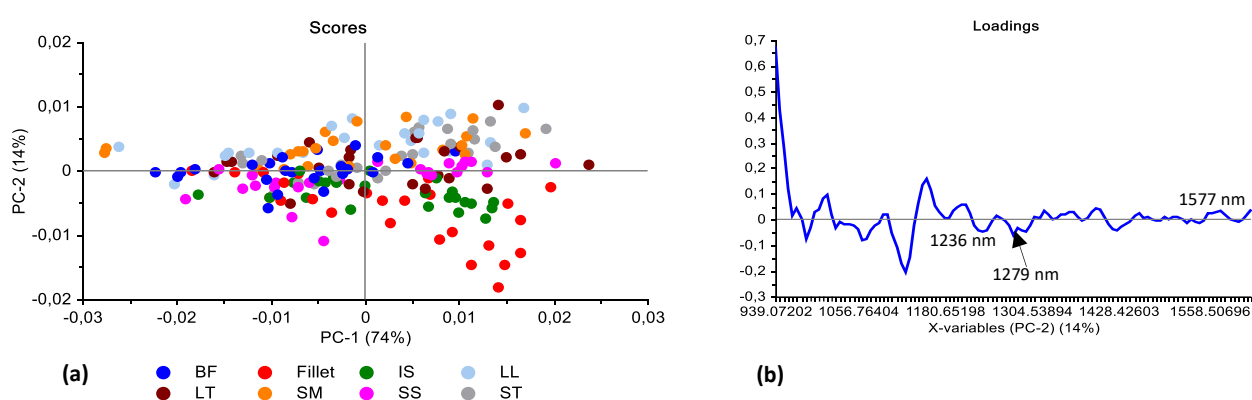 Scores
0,02
0,01
0
-0,01
-0,02
PC-2 (14%)
-0,03
-0,02
-0,01
0
0,01
0,02
0,03
PC-1 (74%)
(a)
BF
Fillet
IS
LL
LT
SM
SS
ST
Loadings
0,7
0,6
0,5
0,4
0,3
0,2
0,1
0
-0,1
-0,2
-0,3
1236 nm
1279 nm
1577 nm
939.07202
1056.76404
1180.65198
1304.53894
1428.42603
1558.50696
X-variables (PC-2) (14%)
(b)